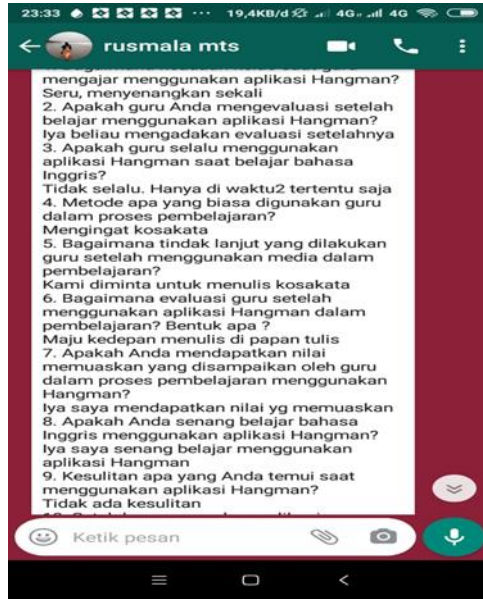 23:33
19,4KB/d
4G
4G
rusmala mts
mengajar menggunakan aplikasi Hangman?
Seru, menyenangkan sekali
2. Apakah guru Anda mengevaluasi setelah
belajar menggunakan aplikasi Hangman?
Iya beliau mengadakan evaluasi setelahnya
3. Apakah guru selalu menggunakan
aplikasi Hangman saat belajar bahasa
Inggris?
Tidak selalu. Hanya di waktu2 tertentu saja
4. Metode apa yang biasa digunakan guru
dalam proses pembelajaran?
Mengingat kosakata
5. Bagaimana tindak lanjut yang dilakukan
guru setelah menggunakan media dalam
pembelajaran?
Kami diminta untuk menulis kosakata
6. Bagaimana evaluasi guru setelah
menggunakan aplikasi Hangman dalam
pembelajaran? Bentuk apa ?
Maju kedepan menulis di papan tulis
7. Apakah Anda mendapatkan nilai
memuaskan yang disampaikan oleh guru
dalam proses pembelajaran menggunakan
Hangman?
Iya saya mendapatkan nilai yg memuaskan
8. Apakah Anda senang belajar bahasa
Inggris menggunakan aplikasi Hangman?
Iya saya senang belajar menggunakan
aplikasi Hangman
9. Kesulitan apa yang Anda temui saat
menggunakan aplikasi Hangman?
Tidak ada kesulitan
Ketik pesan